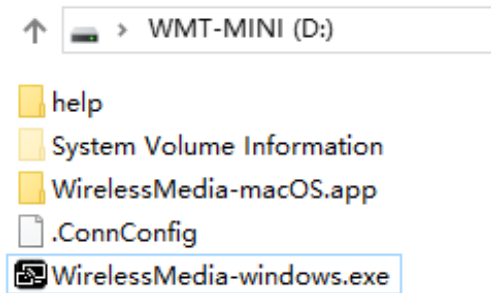 WMT-MINI (D:)
help
System Volume Information
WirelessMedia-macOS.app
.ConnConfig
WirelessMedia-windows.exe